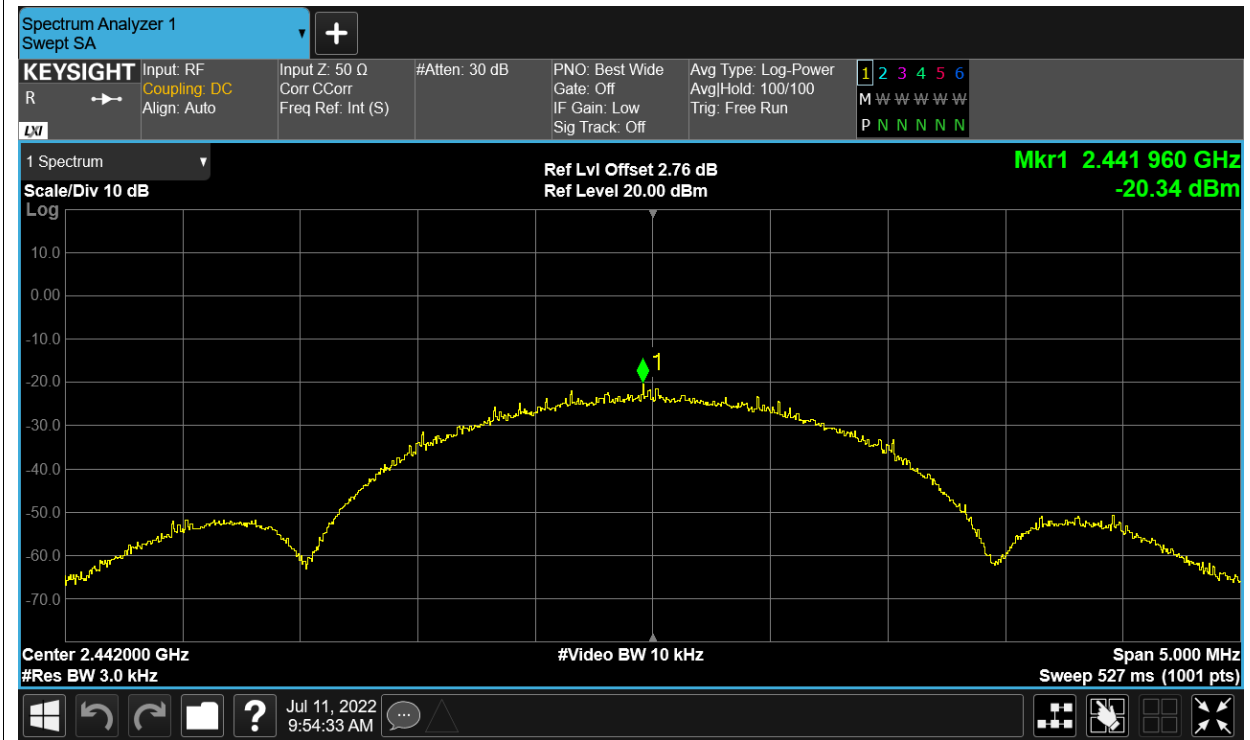 Spectrum Analyzer 1
Swept SA
KEYSIGHT
R
LXI
Input: RF
Coupling: DC
Align: Auto
Input Z: 50 Ω
Corr CCorr
Freq Ref: Int (S)
#Atten: 30 dB
PNO: Best Wide
Gate: Off
IF Gain: Low
Sig Track: Off
Avg Type: Log-Power
Avg|Hold: 100/100
Trig: Free Run
1 2 3 4 5 6
M W W W W W
P N N N N N
1 Spectrum
Scale/Div 10 dB
Ref Lvl Offset 2.76 dB
Ref Level 20.00 dBm
Mkr1 2.441 960 GHz
-20.34 dBm
Log
10.0
0.00
-10.0
-20.0
-30.0
-40.0
-50.0
-60.0
-70.0
1
Center 2.442000 GHz
#Res BW 3.0 kHz
#Video BW 10 kHz
Span 5.000 MHz
Sweep 527 ms (1001 pts)
?
Jul 11, 2022
9:54:33 AM